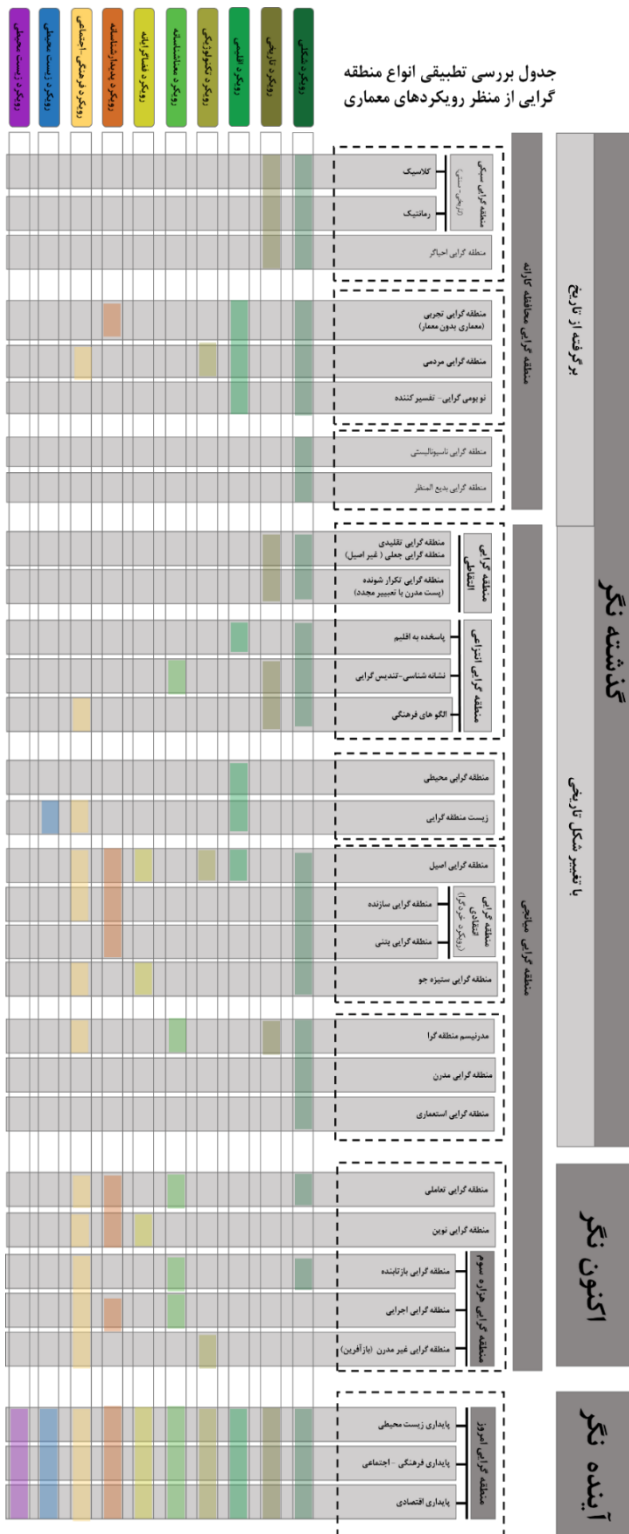 جدول بررسی تطبیقی انواع منطقه
گرایی از منظر رویکردهای معماری
رویکرد شکلی
رویکرد تاریخی
رویکرد اقلیمی
رویکرد تکنولوژیکی
رویکرد معناشناسانه
رویکرد فضاگرایانه
رویکرد پدیدارشناسانه
رویکرد فرهنگی -اجتماعی
رویکرد زیست محیطی
رویکرد زیست محیطی
گذشته نگر
برگرفته از تاریخ
منطقه گرایی محافظه کارانه
منطقه گرایی سبکی
(تاریخی- سنتی)
کلاسیک
رمانتیک
منطقه گرایی احیاگر
منطقه گرایی تجربی
(معماری بدون معمار)
منطقه گرایی مردمی
نو بومی گرایی- تفسیر کننده
منطقه گرایی ناسیونالیستی
منطقه گرایی بدیع المنظر
با تغییر شکل تاریخی
منطقه گرایی میانجی
منطقه گرایی
التقاطی
منطقه گرایی تقلیدی
منطقه گرایی جعلی ( غیر اصیل)
منطقه گرایی تکرار شونده
(پست مدرن با تعبییر مجدد)
منطقه گرایی انتزاعی
پاسخده به اقلیم
نشانه شناسی-تندیس گرایی
الگو های فرهنگی
منطقه گرایی محیطی
زیست منطقه گرایی
منطقه گرایی اصیل
منطقه گرایی
انتقادی
(رویکرد خردگرا)
منطقه گرایی سازنده
منطقه گرایی بتنی
منطقه گرایی ستیزه جو
مدرنیسم منطقه گرا
منطقه گرایی مدرن
منطقه گرایی استعماری
اکنون نگر
منطقه گرایی تعاملی
منطقه گرایی نوین
منطقه گرایی هزاره سوم
منطقه گرایی بازتابنده
منطقه گرایی اجرایی
منطقه گرایی غیر مدرن (بازآفرین)
آینده نگر
منطقه گرایی امروز
پایداری زیست محیطی
پایداری فرهنگی - اجتماعی
پایداری اقتصادی